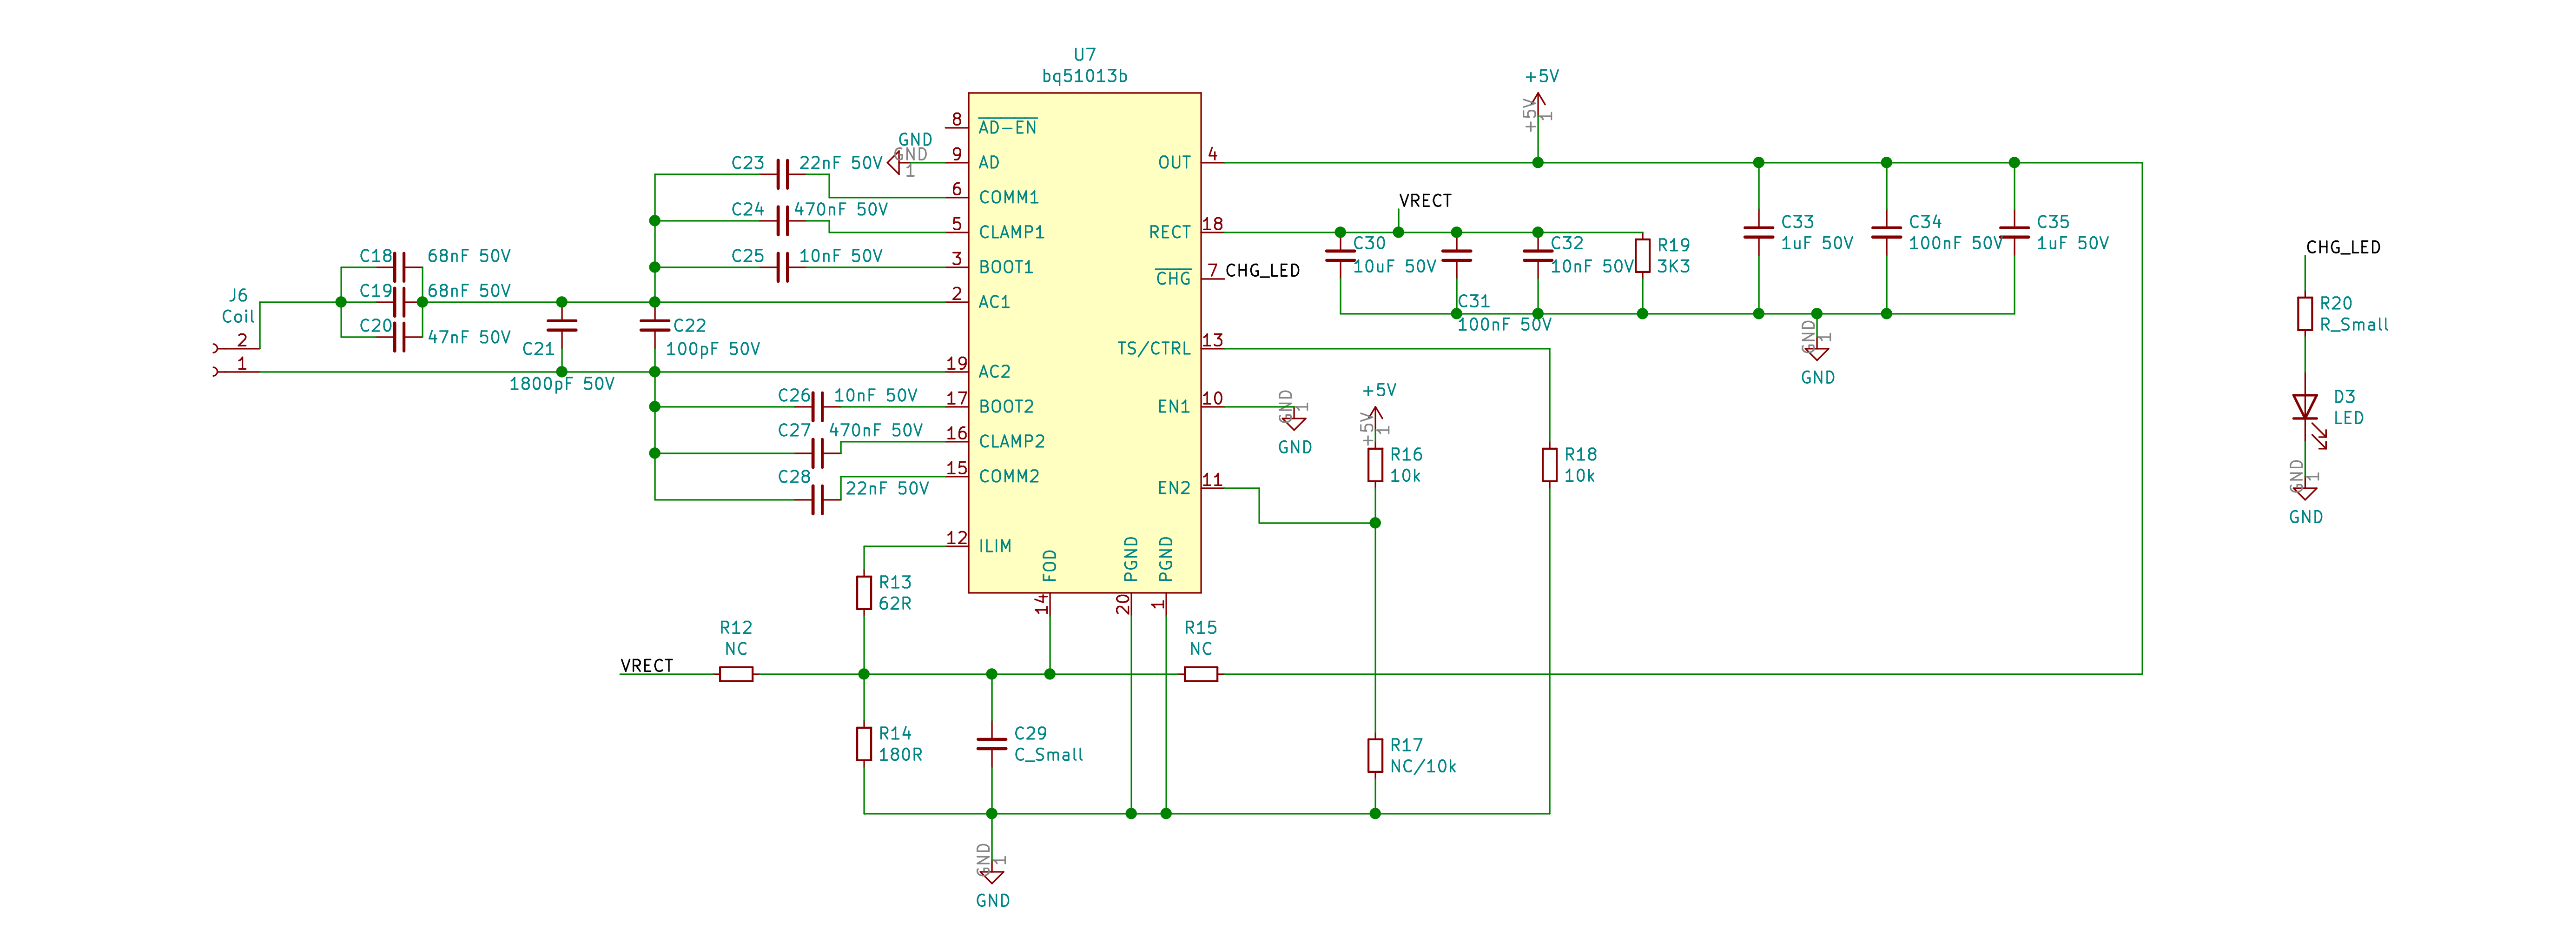 U7
bq51013b
8
AD-EN
GND
GND
1
9
AD
6
COMM1
5
CLAMP1
3
BOOT1
2
AC1
19
AC2
17
BOOT2
16
CLAMP2
15
COMM2
12
ILIM
FOD
14
PGND
20
PGND
1
OUT
4
RECT
18
CHG
7
CHG_LED
TS/CTRL
13
EN1
10
EN2
11
C23
22nF 50V
C24
470nF 50V
C25
10nF 50V
C18
68nF 50V
C19
68nF 50V
C20
47nF 50V
J6
Coil
2
1
C21
1800pF 50V
C22
100pF 50V
C26
10nF 50V
C27
470nF 50V
C28
22nF 50V
R13
62R
R12
NC
VRECT
R14
180R
C29
C_Small
GND
1
GND
R15
NC
+5V
+5V
1
VRECT
C30
10uF 50V
C31
100nF 50V
C32
10nF 50V
R19
3K3
C33
1uF 50V
C34
100nF 50V
C35
1uF 50V
GND
1
GND
GND
1
GND
+5V
+5V
1
R16
10k
R18
10k
R17
NC/10k
CHG_LED
R20
R_Small
D3
LED
GND
1
GND